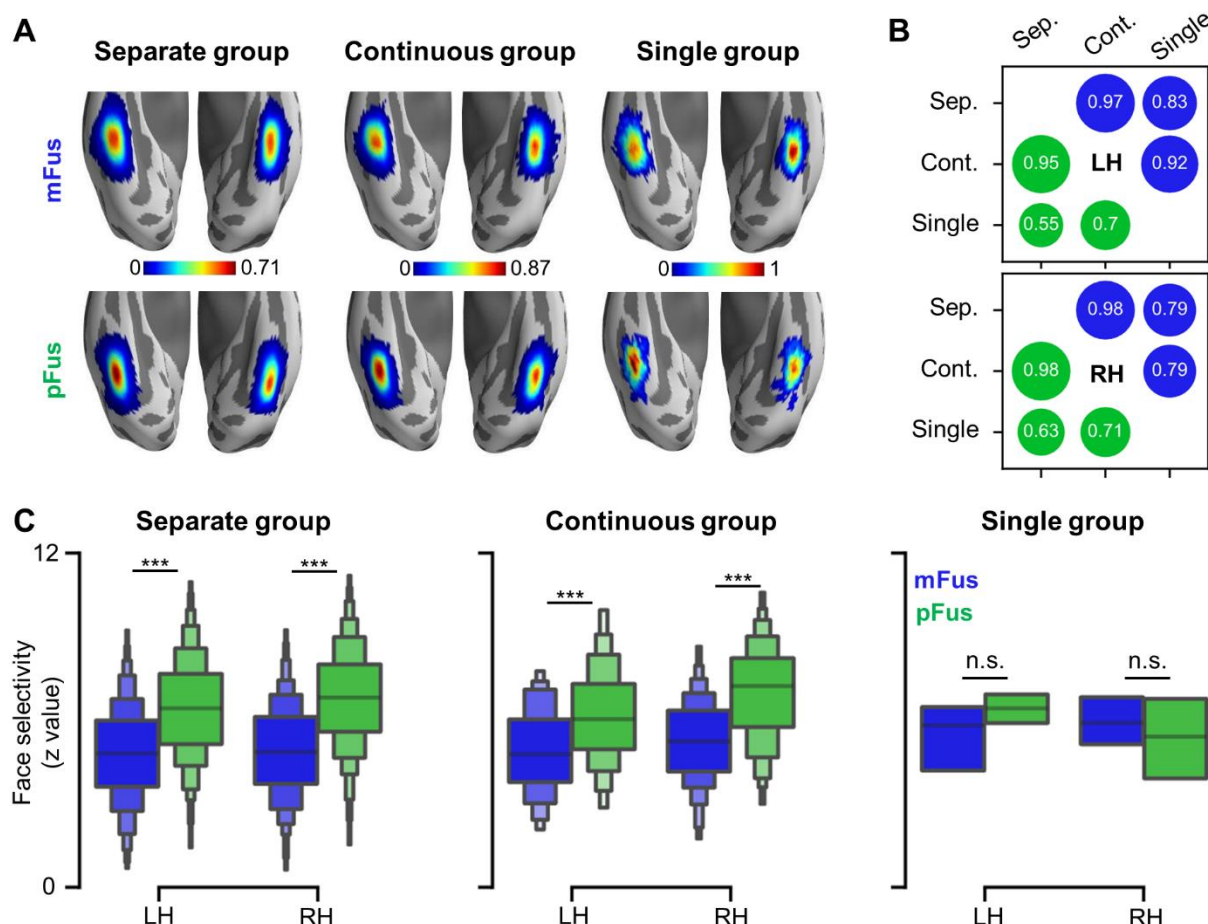 A
Separate group
Continuous group
Single group
mFus
0
0.71
0
0.87
0
1
pFus
B
Sep.
Cont.
Single
Sep.
0.97
0.83
Cont.
0.95
LH
0.92
Single
0.55
0.7
Sep.
0.98
0.79
Cont.
0.98
RH
0.79
Single
0.63
0.71
C
Separate group
Continuous group
Single group
Face selectivity
(z value)
12
0
***
***
LH
RH
***
***
LH
RH
mFus
pFus
n.s.
n.s.
LH
RH